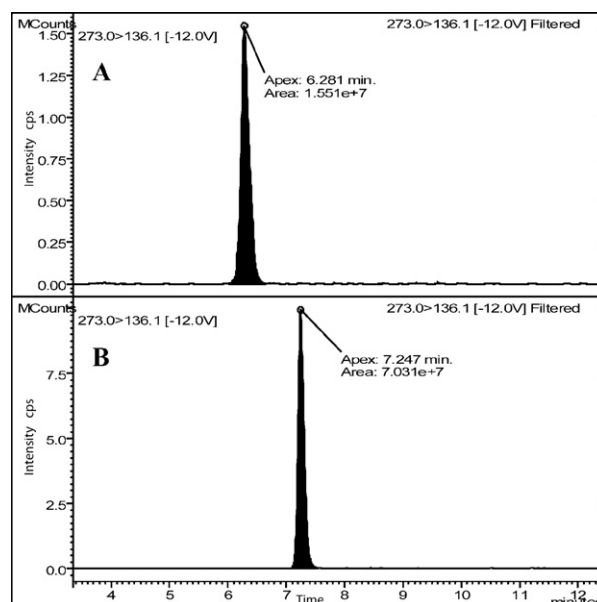 MCounts
273.0>136.1 [-12.0V]
273.0>136.1 [-12.0V] Filtered
A
Apex: 6.281 min.
Area: 1.551e+7
Intensity cps
1.50
1.25
1.00
0.75
0.50
0.25
0.00
MCounts
273.0>136.1 [-12.0V]
273.0>136.1 [-12.0V] Filtered
B
Apex: 7.247 min.
Area: 7.031e+7
Intensity cps
7.5
5.0
2.5
0.0
4 5 6 7 8 9 10 11 12
Time